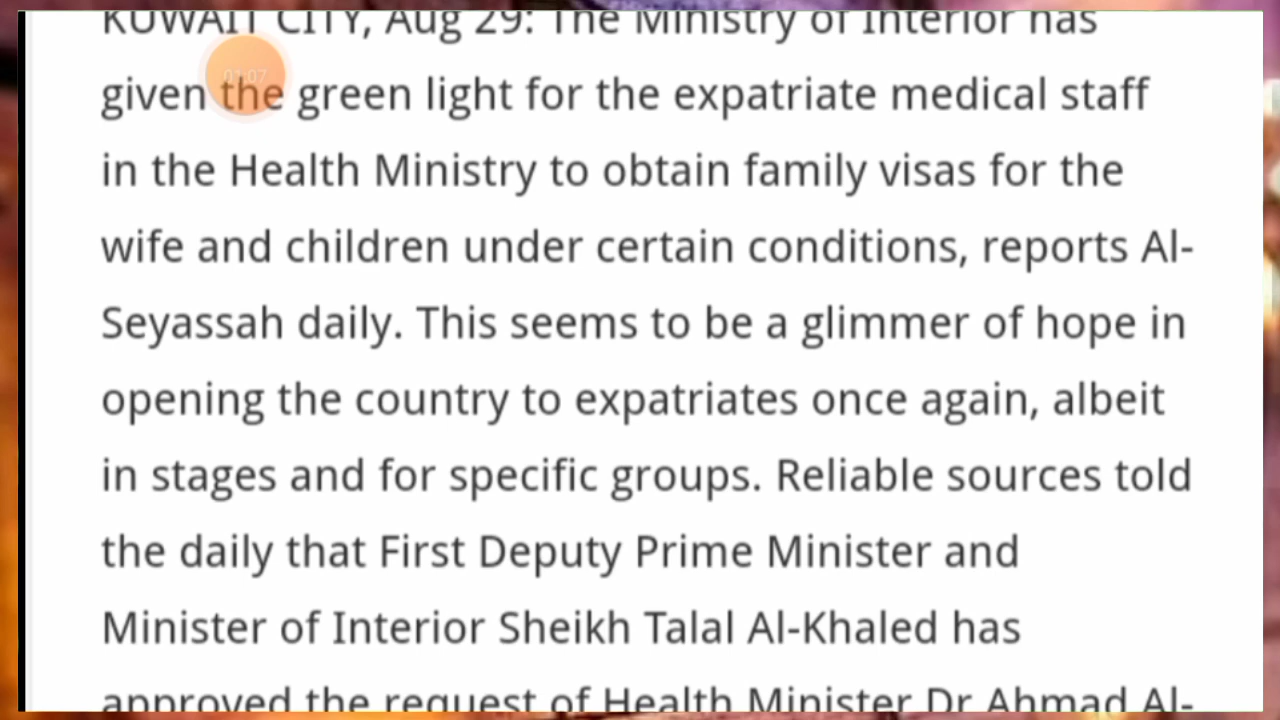 KUWAIT CITY, Aug 29: The Ministry of Interior has
given the green light for the expatriate medical staff
in the Health Ministry to obtain family visas for the
wife and children under certain conditions, reports Al-
Seyassah daily. This seems to be a glimmer of hope in
opening the country to expatriates once again, albeit
in stages and for specific groups. Reliable sources told
the daily that First Deputy Prime Minister and
Minister of Interior Sheikh Talal Al-Khaled has
approved the request of Health Minister Dr Ahmad Al-
01:07